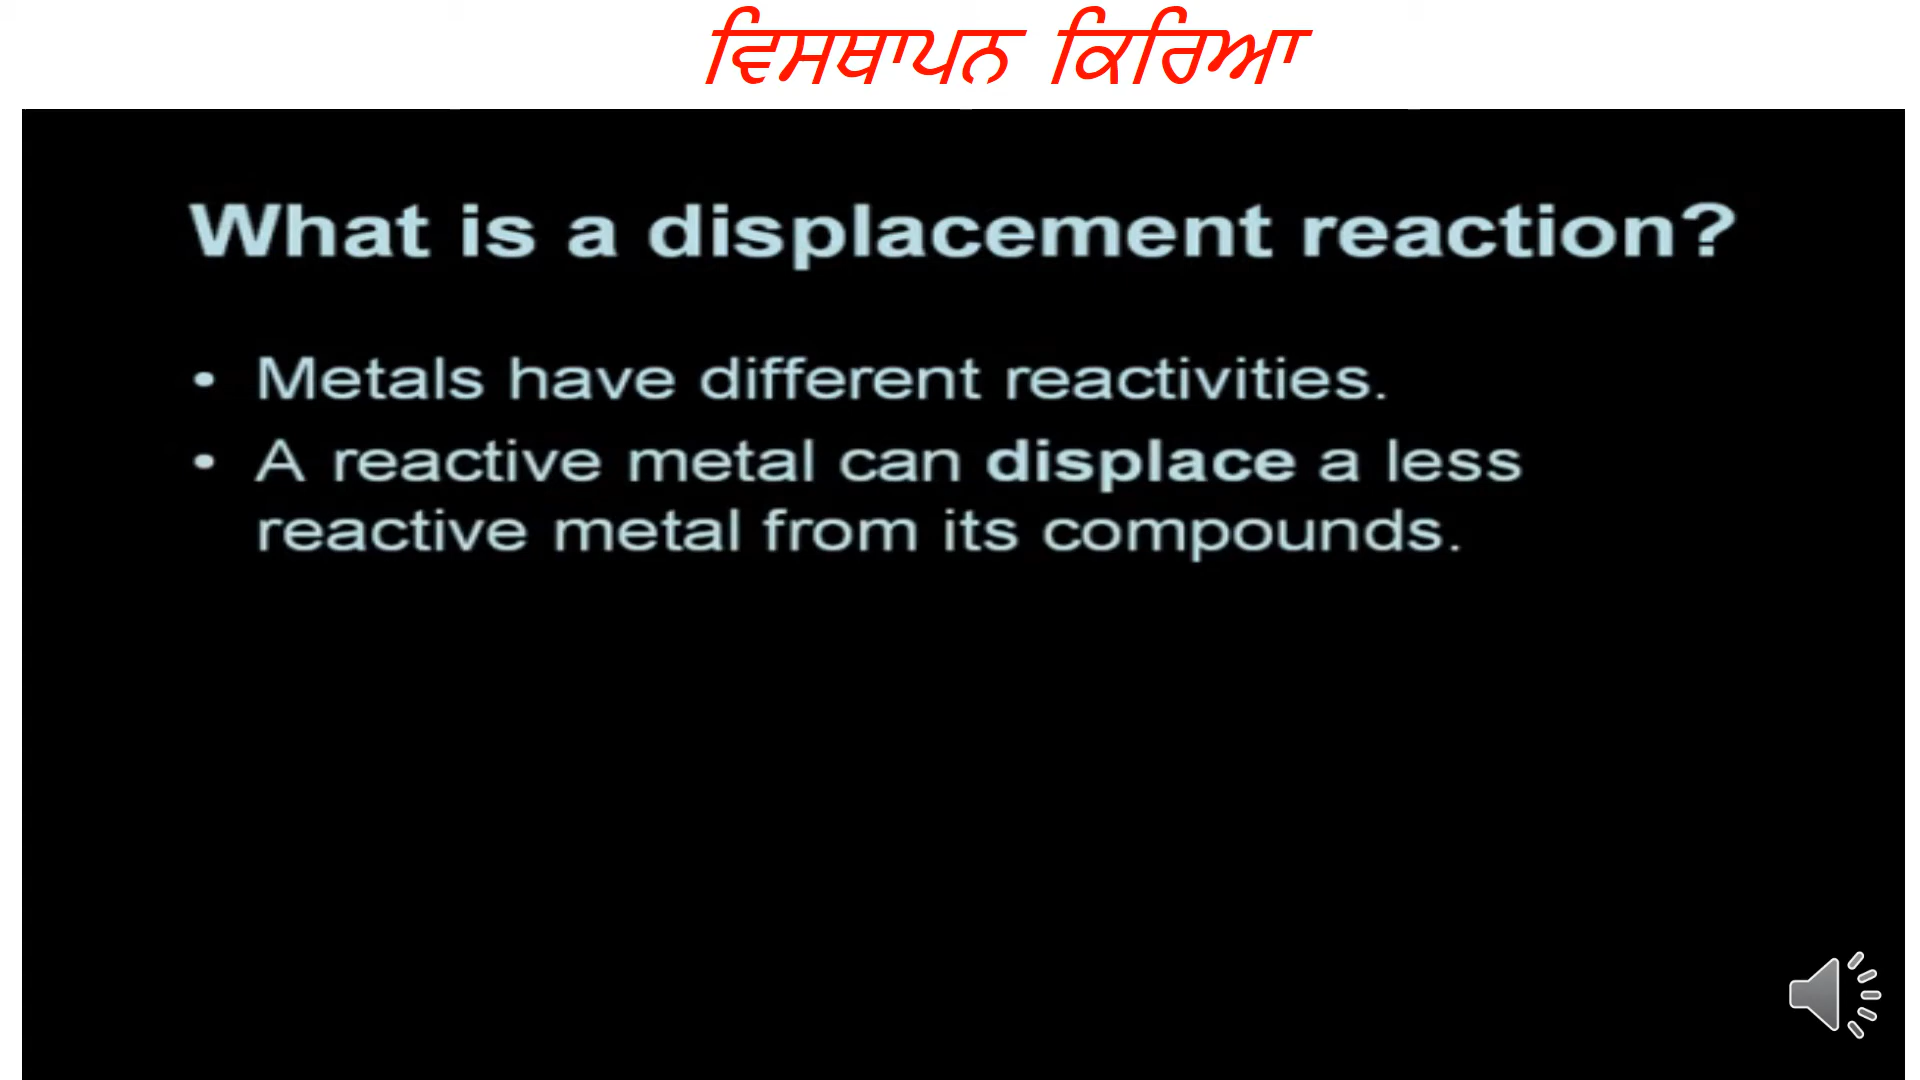 ਵਿਸਥਾਪਨ ਕਿਰਿਆ
What is a displacement reaction?
• Metals have different reactivities.
• A reactive metal can displace a less
reactive metal from its compounds.